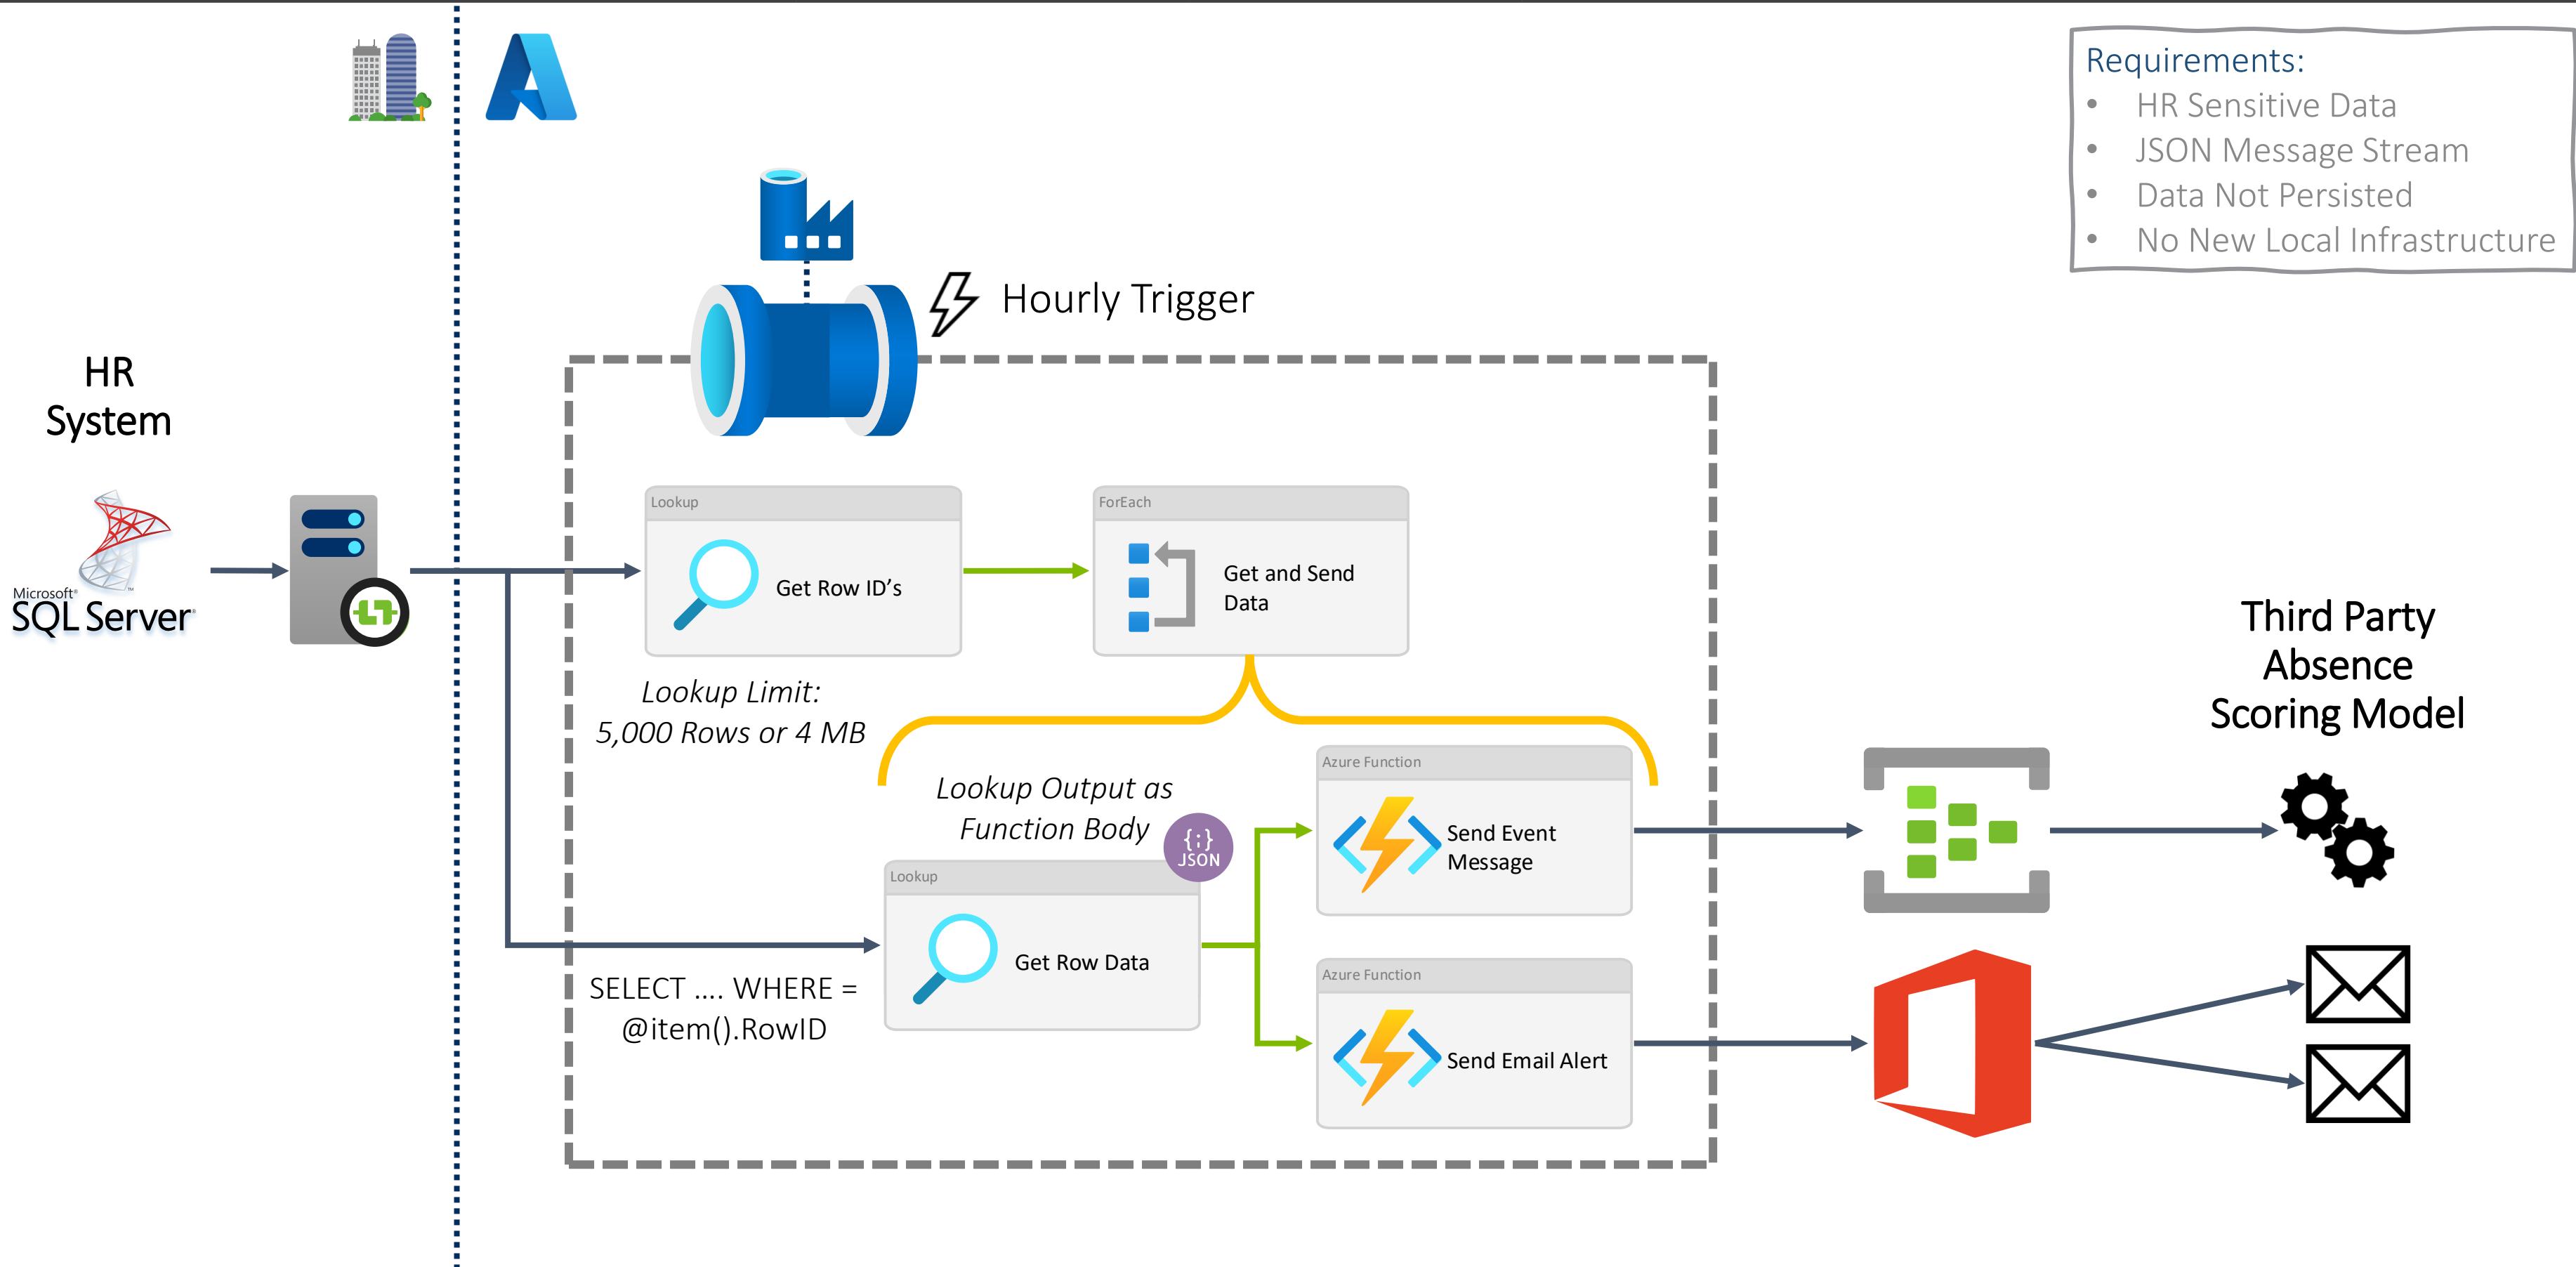 Requirements:
• HR Sensitive Data
• JSON Message Stream
• Data Not Persisted
• No New Local Infrastructure
Hourly Trigger
HR
System
Microsoft®
SQL Server®
Lookup
Get Row ID's
ForEach
Get and Send
Data
Lookup Limit:
5,000 Rows or 4 MB
Lookup Output as
Function Body
{;}
JSON
Lookup
Get Row Data
SELECT .... WHERE =
@item().RowID
Azure Function
Send Event
Message
Azure Function
Send Email Alert
Third Party
Absence
Scoring Model